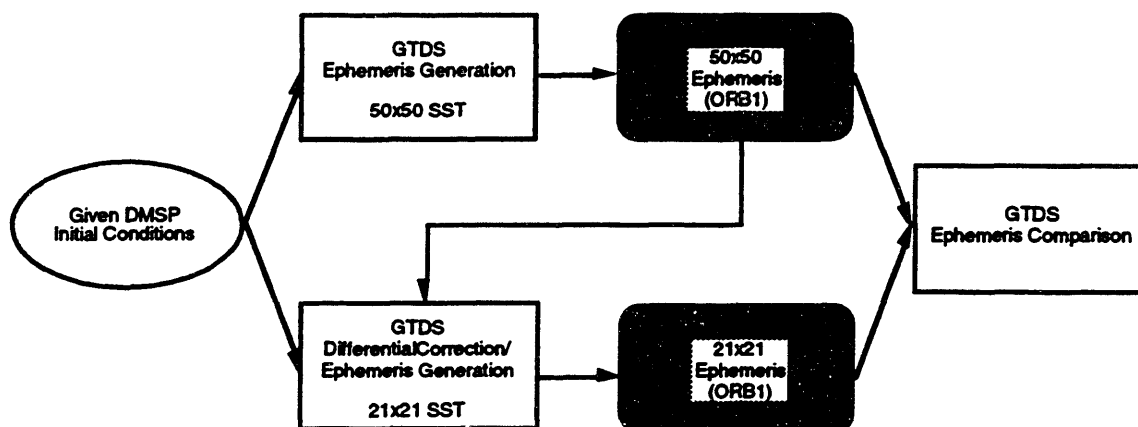 GTDS
Ephemeris Generation
50x50 SST
50x50
Ephemeris
(ORB1)
Given DMSP
Initial Conditions
GTDS
Ephemeris Comparison
GTDS
DifferentialCorrection/
Ephemeris Generation
21x21 SST
21x21
Ephemeris
(ORB1)